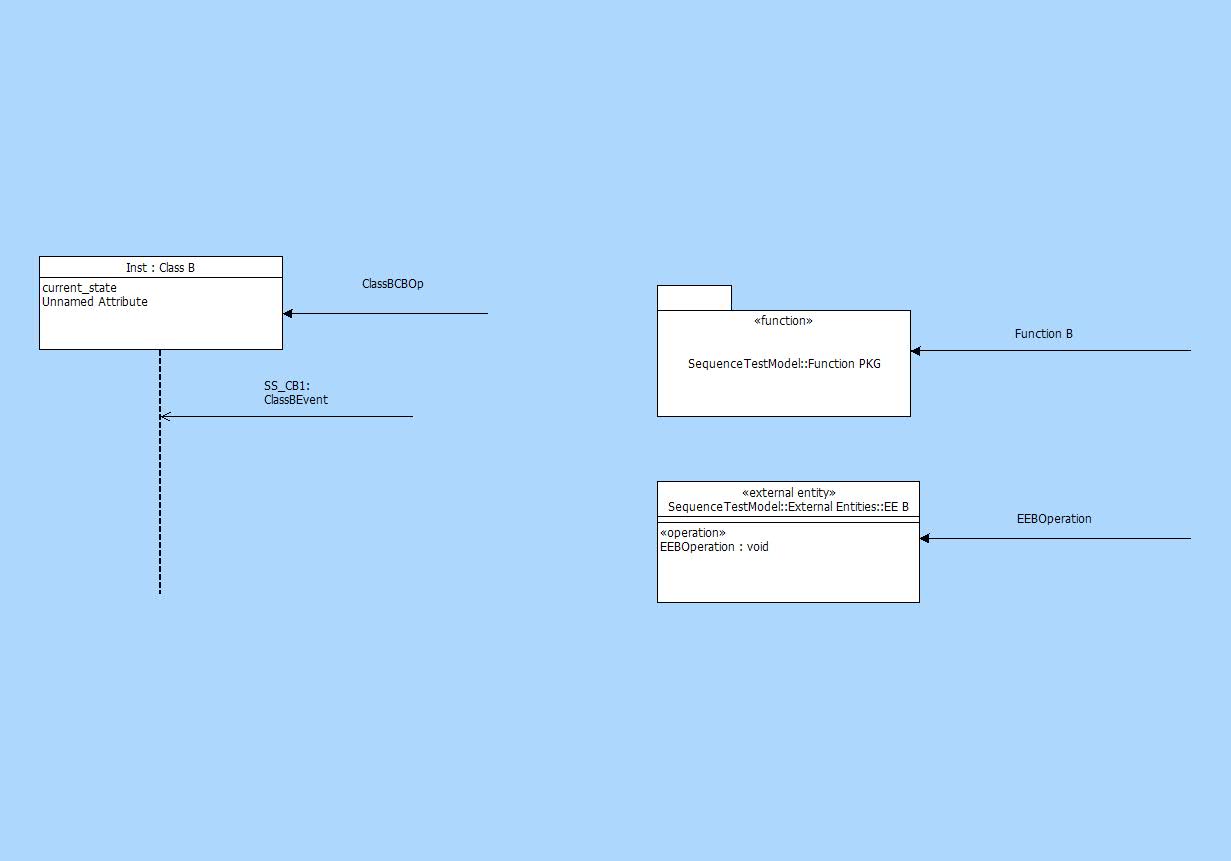 Inst : Class B
current_state
Unnamed Attribute
ClassBCBOp
SS_CB1:
ClassBEvent
«function»
SequenceTestModel::Function PKG
Function B
«external entity»
SequenceTestModel::External Entities::EE B
«operation»
EEBOperation : void
EEBOperation